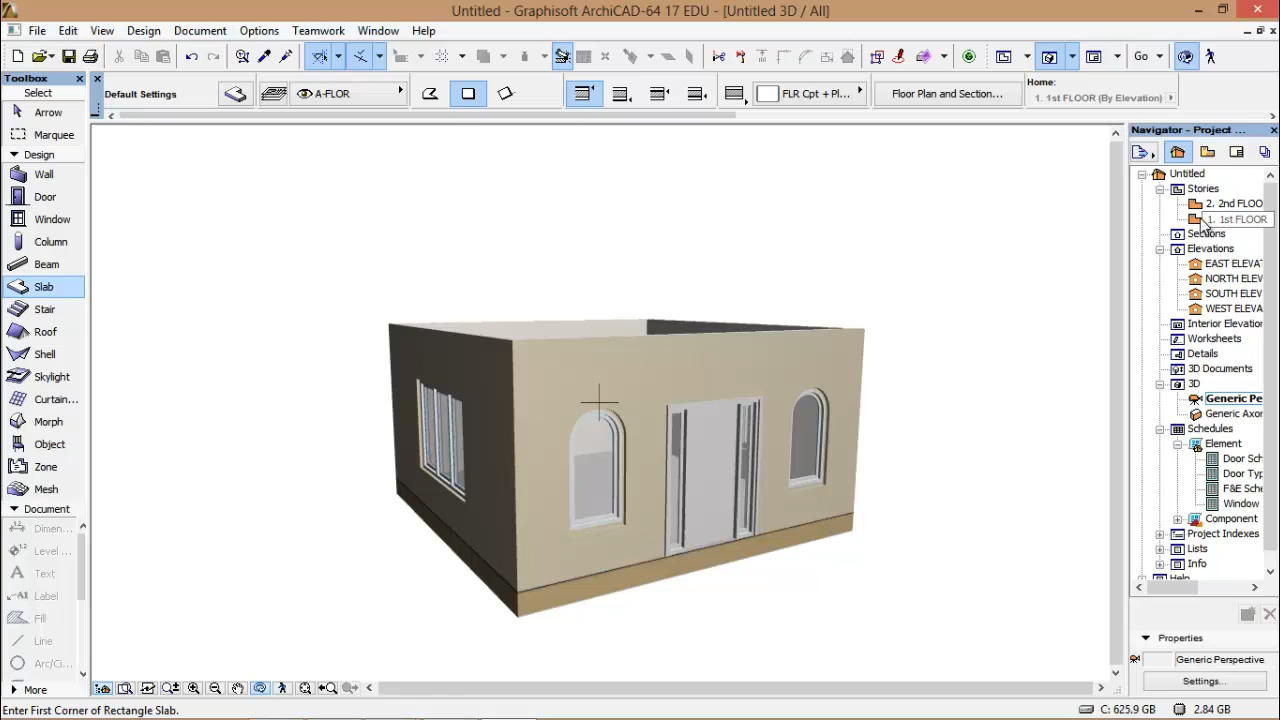 Untitled - Graphisoft ArchiCAD-64 17 EDU - [Untitled 3D / All]
File Edit View Design Document Options Teamwork Window Help
Go
Toolbox
Select
Arrow
Marquee
Design
Wall
Door
Window
Column
Beam
Slab
Stair
Roof
Shell
Skylight
Curtain...
Morph
Object
Zone
Mesh
Document
Dimen...
Level ...
Text
Label
Fill
Line
Arc/Ci...
More
Default Settings
A-FLOR
FLR Cpt + Pl...
Floor Plan and Section...
Home:
1. 1st FLOOR (By Elevation)
Navigator - Project ...
Untitled
Stories
2. 2nd FLOO
1. 1st FLOOR
Sections
Elevations
EAST ELEVAT
NORTH ELEV
SOUTH ELEV
WEST ELEVA
Interior Elevation
Worksheets
Details
3D Documents
3D
Generic Pe
Generic Axon
Schedules
Element
Door Sch
Door Typ
F&E Sche
Window
Component
Project Indexes
Lists
Info
Help
Properties
Generic Perspective
Settings...
Enter First Corner of Rectangle Slab.
C: 625.9 GB
2.84 GB